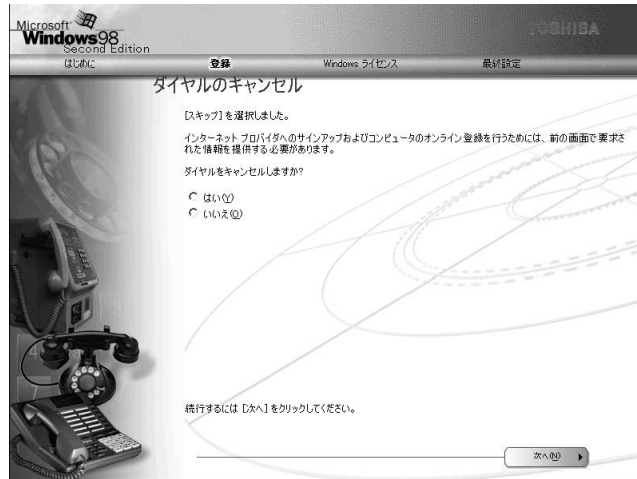 Microsoft
Windows98
Second Edition
TOSHIBA
はじめに 登録 Windows ライセンス 最終設定
ダイヤルのキャンセル
[スキップ] を選択しました。
インターネット プロバイダへのサインアップおよびコンピュータのオンライン登録を行うためには、前の画面で要求さ
れた情報を提供する必要があります。
ダイヤルをキャンセルしますか?
はい(Y)
いいえ(O)
続行するには [次へ] をクリックしてください。
次へ(N)